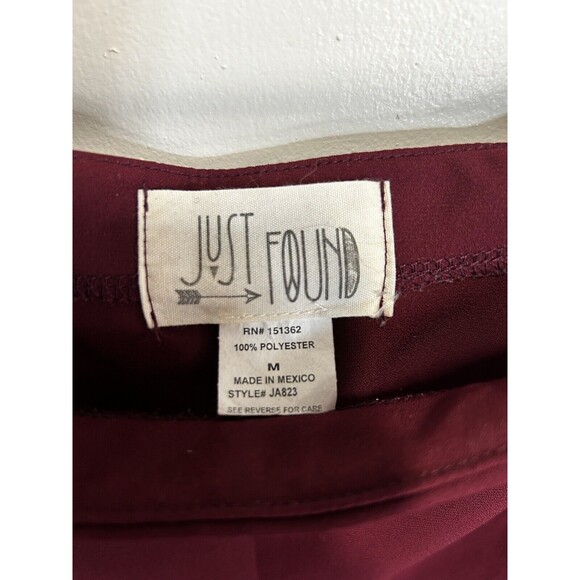 JUST
FOUND
RN# 151362
100% POLYESTER
M
MADE IN MEXICO
STYLE# JA823
SEE REVERSE FOR CARE